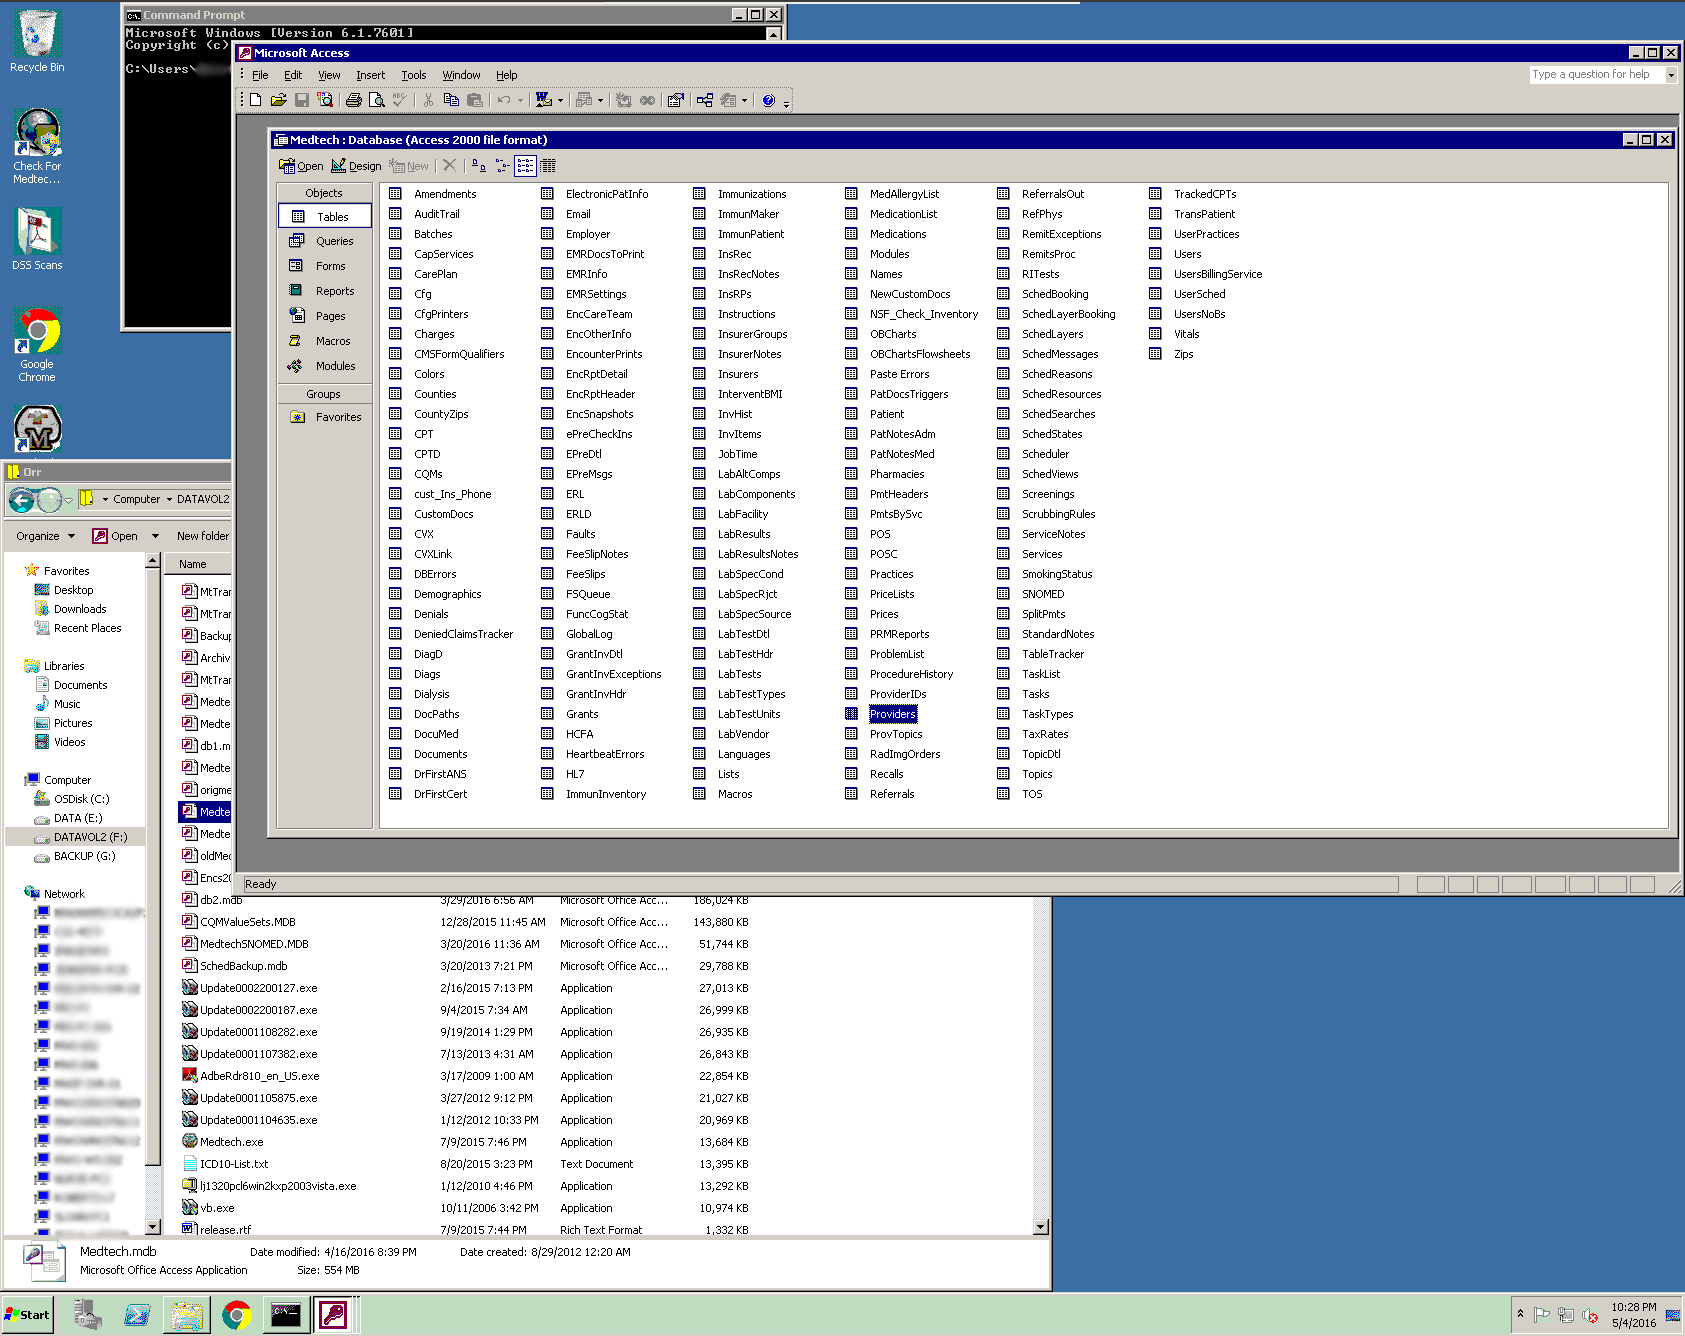 Recycle Bin
Check For
Medtec...
DSS Scans
Google
Chrome
Command Prompt
Microsoft Windows [Version 6.1.7601]
Copyright (c)
C:\Users\
Microsoft Access
File Edit View Insert Tools Window Help
Type a question for help
Medtech : Database (Access 2000 file format)
Open Design New
Objects
Tables
Queries
Forms
Reports
Pages
Macros
Modules
Groups
Favorites
Amendments
AuditTrail
Batches
CapServices
CarePlan
Cfg
CfgPrinters
Charges
CMSFormQualifiers
Colors
Counties
CountyZips
CPT
CPTD
CQMs
cust_Ins_Phone
CustomDocs
CVX
CVXLink
DBErrors
Demographics
Denials
DeniedClaimsTracker
DiagD
Diags
Dialysis
DocPaths
DocuMed
Documents
DrFirstANS
DrFirstCert
ElectronicPatInfo
Email
Employer
EMRDocsToPrint
EMRInfo
EMRSettings
EncCareTeam
EncOtherInfo
EncounterPrints
EncRptDetail
EncRptHeader
EncSnapshots
ePreCheckIns
EPreDtl
EPreMsgs
ERL
ERLD
Faults
FeeSlipNotes
FeeSlips
FSQueue
FuncCogStat
GlobalLog
GrantInvDtl
GrantInvExceptions
GrantInvHdr
Grants
HCFA
HeartbeatErrors
HL7
ImmunInventory
Immunizations
ImmunMaker
ImmunPatient
InsRec
InsRecNotes
InsRPs
Instructions
InsurerGroups
InsurerNotes
Insurers
InterventBMI
InvHist
InvItems
JobTime
LabAltComps
LabComponents
LabFacility
LabResults
LabResultsNotes
LabSpecCond
LabSpecRjct
LabSpecSource
LabTestDtl
LabTestHdr
LabTests
LabTestTypes
LabTestUnits
LabVendor
Languages
Lists
Macros
MedAllergyList
MedicationList
Medications
Modules
Names
NewCustomDocs
NSF_Check_Inventory
OBCharts
OBChartsFlowsheets
Paste Errors
PatDocsTriggers
Patient
PatNotesAdm
PatNotesMed
Pharmacies
PmtHeaders
PmtsBySvc
POS
POSC
Practices
PriceLists
Prices
PRMReports
ProblemList
ProcedureHistory
ProviderIDs
Providers
ProvTopics
RadImgOrders
Recalls
Referrals
ReferralsOut
RefPhys
RemitExceptions
RemitsProc
RITests
SchedBooking
SchedLayerBooking
SchedLayers
SchedMessages
SchedReasons
SchedResources
SchedSearches
SchedStates
Scheduler
SchedViews
Screenings
ScrubbingRules
ServiceNotes
Services
SmokingStatus
SNOMED
SplitPmts
StandardNotes
TableTracker
TaskList
Tasks
TaskTypes
TaxRates
TopicDtl
Topics
TOS
TrackedCPTs
TransPatient
UserPractices
Users
UsersBillingService
UserSched
UsersNoBs
Vitals
Zips
Ready
Orr
Computer DATAVOL2
Organize Open New folder
Favorites
Desktop
Downloads
Recent Places
Libraries
Documents
Music
Pictures
Videos
Computer
OSDisk (C:)
DATA (E:)
DATAVOL2 (F:)
BACKUP (G:)
Network
Name
MtTran
MtTran
Backup
Archiv
MtTran
Medte
Medte
db1.m
Medte
origme
Medte
Medte
oldMed
Encs20
db2.mdb 3/29/2016 6:56 AM Microsoft Office Acc... 186,024 KB
CQMValueSets.MDB 12/28/2015 11:45 AM Microsoft Office Acc... 143,880 KB
MedtechSNOMED.MDB 3/20/2016 11:36 AM Microsoft Office Acc... 51,744 KB
SchedBackup.mdb 3/20/2013 7:21 PM Microsoft Office Acc... 29,788 KB
Update0002200127.exe 2/16/2015 7:13 PM Application 27,013 KB
Update0002200187.exe 9/4/2015 7:34 AM Application 26,999 KB
Update0001108282.exe 9/19/2014 1:29 PM Application 26,935 KB
Update0001107382.exe 7/13/2013 4:31 AM Application 26,843 KB
AdbeRdr810_en_US.exe 3/17/2009 1:00 AM Application 22,854 KB
Update0001105875.exe 3/27/2012 9:12 PM Application 21,027 KB
Update0001104635.exe 1/12/2012 10:33 PM Application 20,969 KB
Medtech.exe 7/9/2015 7:46 PM Application 13,684 KB
ICD10-List.txt 8/20/2015 3:23 PM Text Document 13,395 KB
lj1320pcl6win2kxp2003vista.exe 1/12/2010 4:46 PM Application 13,292 KB
vb.exe 10/11/2006 3:42 PM Application 10,974 KB
release.rtf 7/9/2015 7:44 PM Rich Text Format 1,332 KB
Medtech.mdb Date modified: 4/16/2016 8:39 PM Date created: 8/29/2012 12:20 AM
Microsoft Office Access Application Size: 554 MB
Start
10:28 PM
5/4/2016